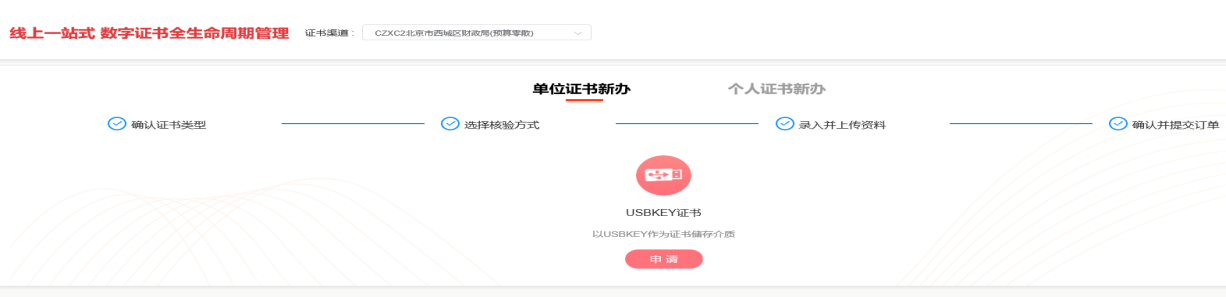 线上一站式 数字证书全生命周期管理 证书渠道： CZXC2北京市西城区财政局(预算零散)
单位证书新办 个人证书新办
确认证书类型 选择核验方式 录入并上传资料 确认并提交订单
USBKEY证书
以USBKEY作为证书储存介质
申 请